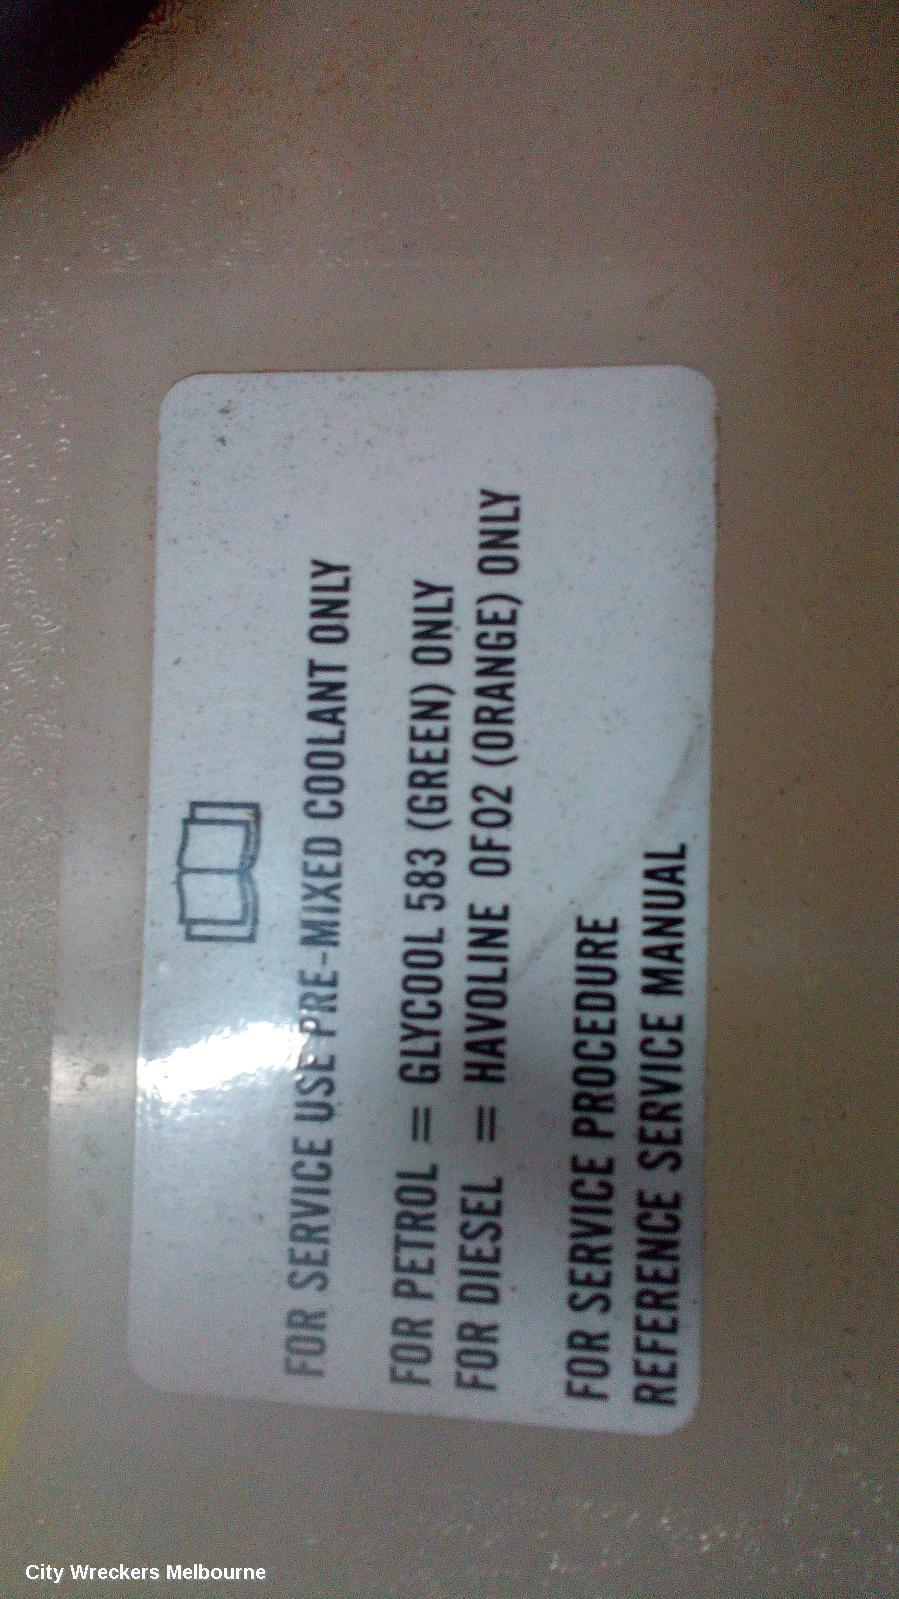 FOR SERVICE USE PRE-MIXED COOLANT ONLY
FOR PETROL = GLYCOOL 583 (GREEN) ONLY
FOR DIESEL = HAVOLINE OF02 (ORANGE) ONLY
FOR SERVICE PROCEDURE
REFERENCE SERVICE MANUAL
City Wreckers Melbourne